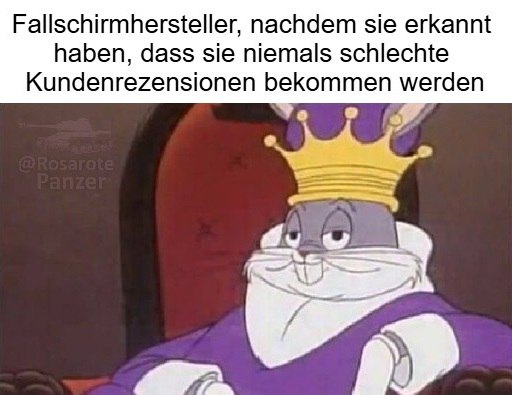 Fallschirmhersteller, nachdem sie erkannt
haben, dass sie niemals schlechte
Kundenrezensionen bekommen werden
@Rosarote
Panzer